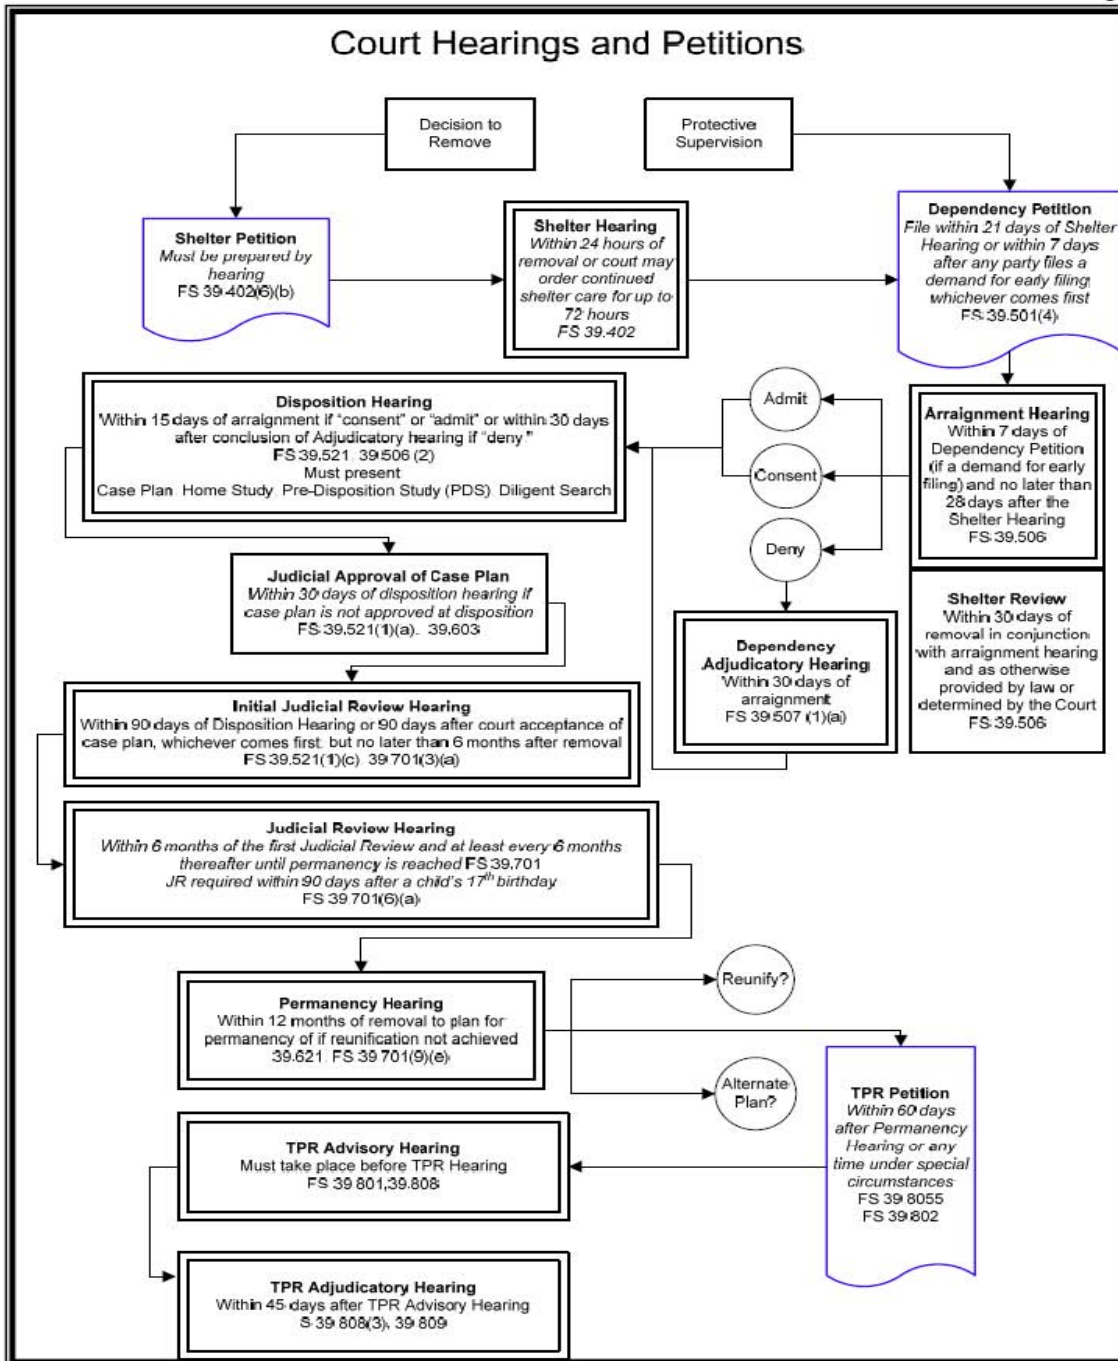 Court Hearings and Petitions
Decision to
Remove
Protective
Supervision
Shelter Petition
Must be prepared by
hearing
FS 39.402(6)(b)
Shelter Hearing
Within 24 hours of
removal or court may
order continued
shelter care for up to
72 hours
FS 39.402
Dependency Petition
File within 21 days of Shelter
Hearing or within 7 days
after any party files a
demand for early filing,
whichever comes first
FS 39.501(4)
Arraignment Hearing
Within 7 days of
Dependency Petition
(if a demand for early
filing) and no later than
28 days after the
Shelter Hearing
FS 39.506
Shelter Review
Within 30 days of
removal in conjunction
with arraignment hearing
and as otherwise
provided by law or
determined by the Court
FS 39.506
Admit
Consent
Deny
Dependency
Adjudicatory Hearing
Within 30 days of
arraignment
FS 39.507 (1)(a)
Disposition Hearing
Within 15 days of arraignment if "consent" or "admit" or within 30 days
after conclusion of Adjudicatory hearing if "deny"
FS 39.521, 39.506 (2)
Must present
Case Plan, Home Study, Pre-Disposition Study (PDS), Diligent Search
Judicial Approval of Case Plan
Within 30 days of disposition hearing if
case plan is not approved at disposition
FS 39.521(1)(a), 39.603
Initial Judicial Review Hearing
Within 90 days of Disposition Hearing or 90 days after court acceptance of
case plan, whichever comes first, but no later than 6 months after removal
FS 39.521(1)(c), 39.701(3)(a)
Judicial Review Hearing
Within 6 months of the first Judicial Review and at least every 6 months
thereafter until permanency is reached FS 39.701
JR required within 90 days after a child's 17th birthday
FS 39.701(6)(a)
Permanency Hearing
Within 12 months of removal to plan for
permanency of if reunification not achieved
39.621, FS 39.701(9)(e)
Reunify?
Alternate
Plan?
TPR Petition
Within 60 days
after Permanency
Hearing or any
time under special
circumstances
FS 39.8055
FS 39.802
TPR Advisory Hearing
Must take place before TPR Hearing
FS 39.801,39.808
TPR Adjudicatory Hearing
Within 45 days after TPR Advisory Hearing
S 39.808(3), 39.809